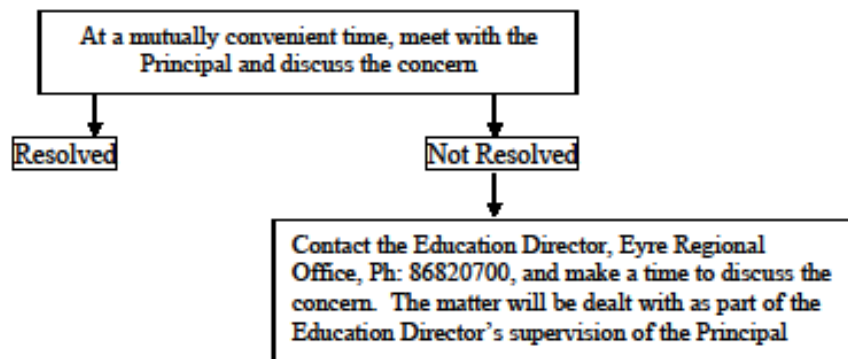 At a mutually convenient time, meet with the
Principal and discuss the concern
Resolved
Not Resolved
Contact the Education Director, Eyre Regional
Office, Ph: 86820700, and make a time to discuss the
concern.  The matter will be dealt with as part of the
Education Director’s supervision of the Principal